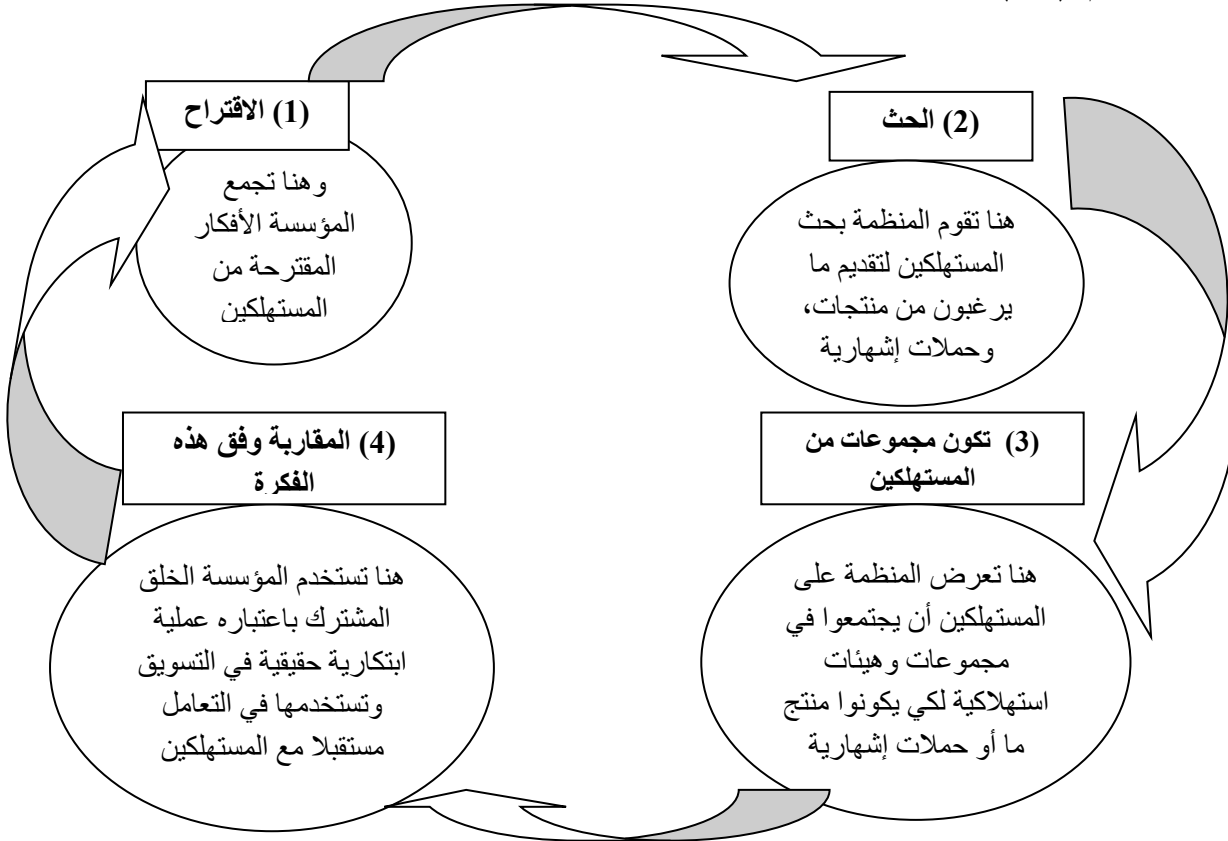 (1) الاقتراح
وهنا تجمع
المؤسسة الأفكار
المقترحة من
المستهلكين
(2) الحث
هنا تقوم المنظمة بحث
المستهلكين لتقديم ما
يرغبون من منتجات،
وحملات إشهارية
(3) تكون مجموعات من
المستهلكين
هنا تعرض المنظمة على
المستهلكين أن يجتمعوا في
مجموعات وهيئات
استهلاكية لكي يكونوا منتج
ما أو حملات إشهارية
(4) المقاربة وفق هذه
الفكرة
هنا تستخدم المؤسسة الخلق
المشترك باعتباره عملية
ابتكارية حقيقية في التسويق
وتستخدمها في التعامل
مستقبلا مع المستهلكين